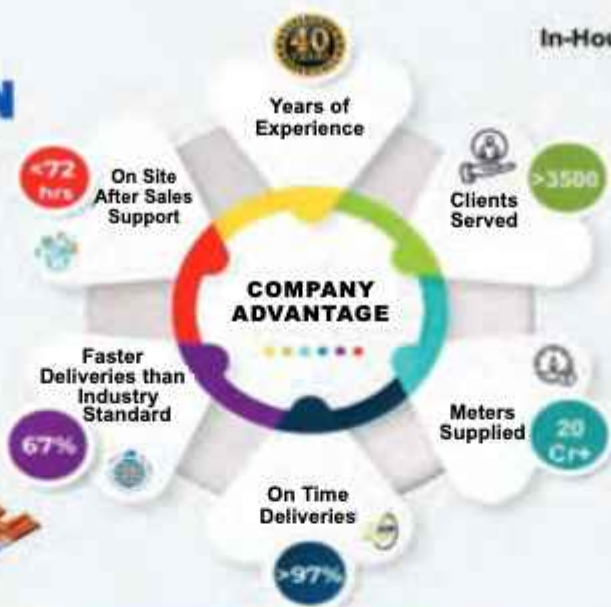 40
In-Hou
Years of
Experience
N
<72
hrs
On Site
After Sales
Support
Clients
Served
>3500
COMPANY
ADVANTAGE
Faster
Deliveries than
Industry
Standard
67%
Meters
Supplied
20
Cr+
On Time
Deliveries
>97%